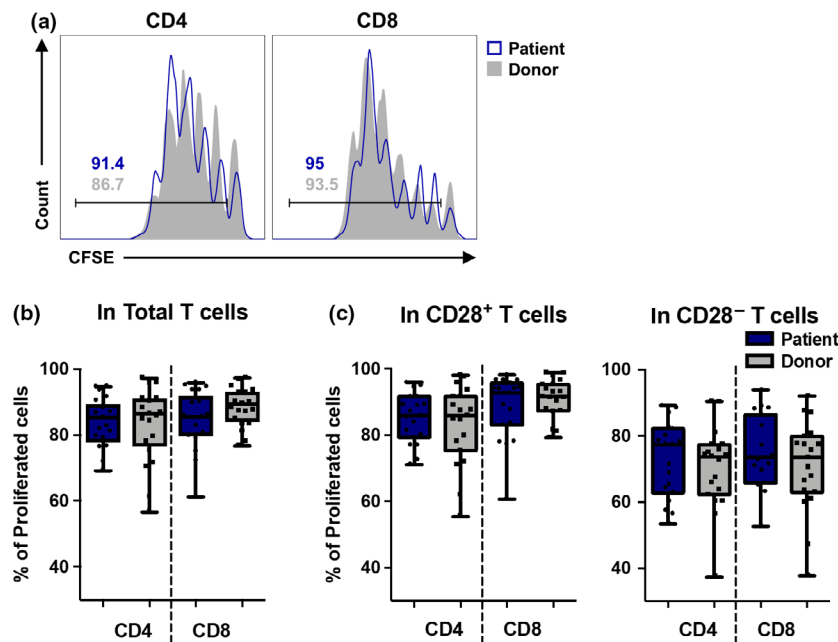 (a)
CD4
CD8
Patient
Donor
91.4
86.7
95
93.5
Count
CFSE
(b)
In Total T cells
(c)
In CD28⁺ T cells
In CD28⁻ T cells
Patient
Donor
% of Proliferated cells
100
80
60
40
CD4
CD8
% of Proliferated cells
100
80
60
40
CD4
CD8
100
80
60
40
CD4
CD8